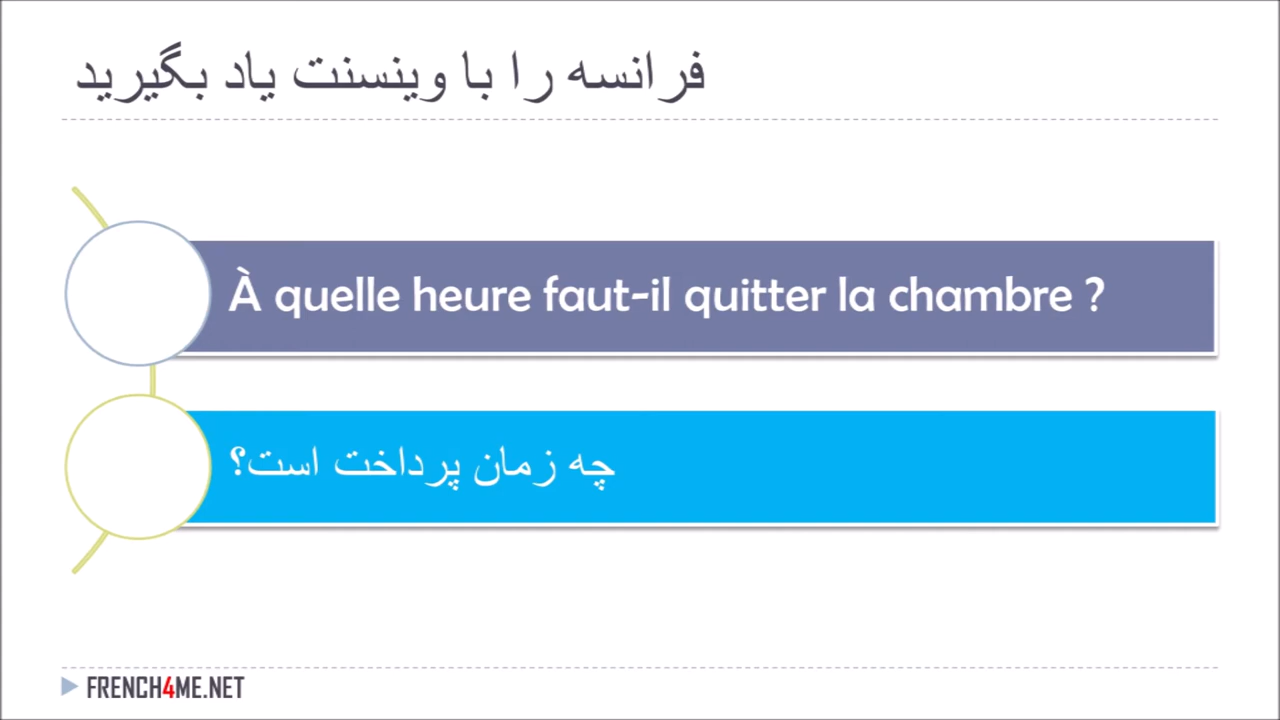 فرانسه را با وینسنت یاد بگیرید
À quelle heure faut-il quitter la chambre ?
چه زمان پرداخت است؟
FRENCH4ME.NET